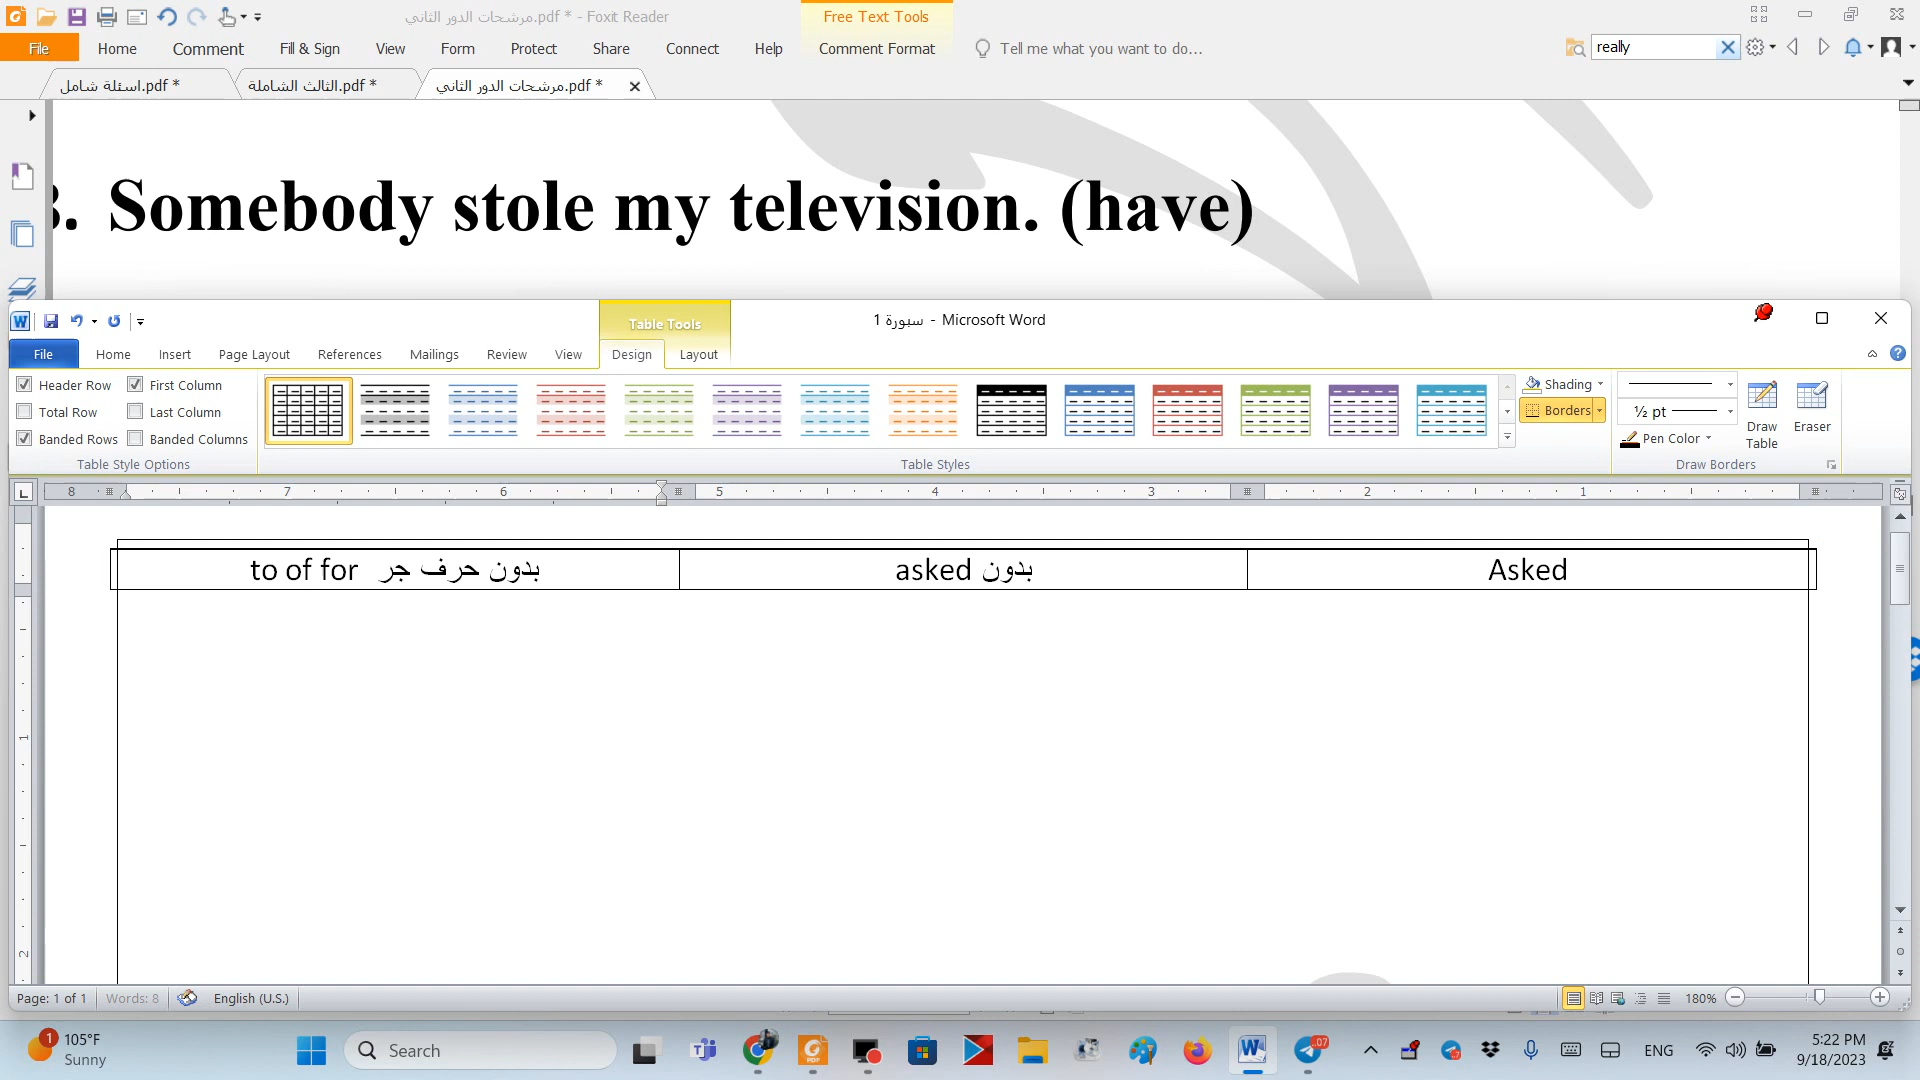 مرشحات الدور الثاني.pdf * - Foxit Reader
Free Text Tools
File Home Comment Fill & Sign View Form Protect Share Connect Help Comment Format Tell me what you want to do... really
اسئلة شامل.pdf * الثالث الشاملة.pdf * مرشحات الدور الثاني.pdf *
3. Somebody stole my television. (have)
Table Tools
سبورة 1 - Microsoft Word
File Home Insert Page Layout References Mailings Review View Design Layout
Header Row First Column
Total Row Last Column
Banded Rows Banded Columns
Table Style Options
Table Styles
Shading
Borders
½ pt
Pen Color
Draw Table
Eraser
Draw Borders
8 7 6 5 4 3 2 1
to of for بدون حرف جر
asked بدون
Asked
1
2
Page: 1 of 1 Words: 8 English (U.S.) 180%
1
105°F
Sunny
Search
.07
ENG
5:22 PM
9/18/2023